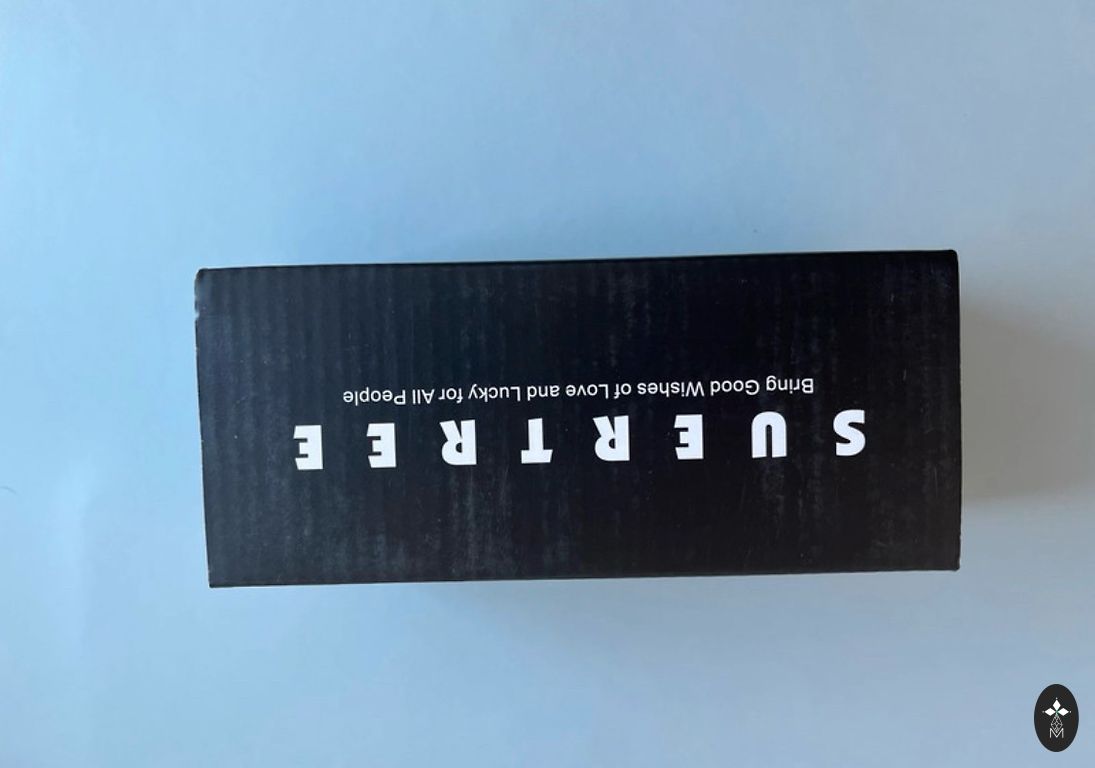 SUERTREE
Bring Good Wishes of Love and Lucky for All People
M